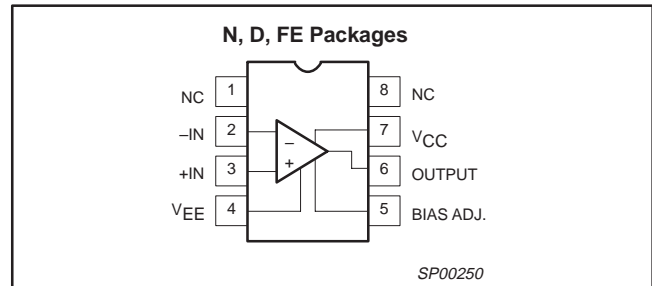 N, D, FE Packages
NC 1 8 NC
–IN 2 – 7 VCC
+IN 3 + 6 OUTPUT
VEE 4 5 BIAS ADJ.
SP00250